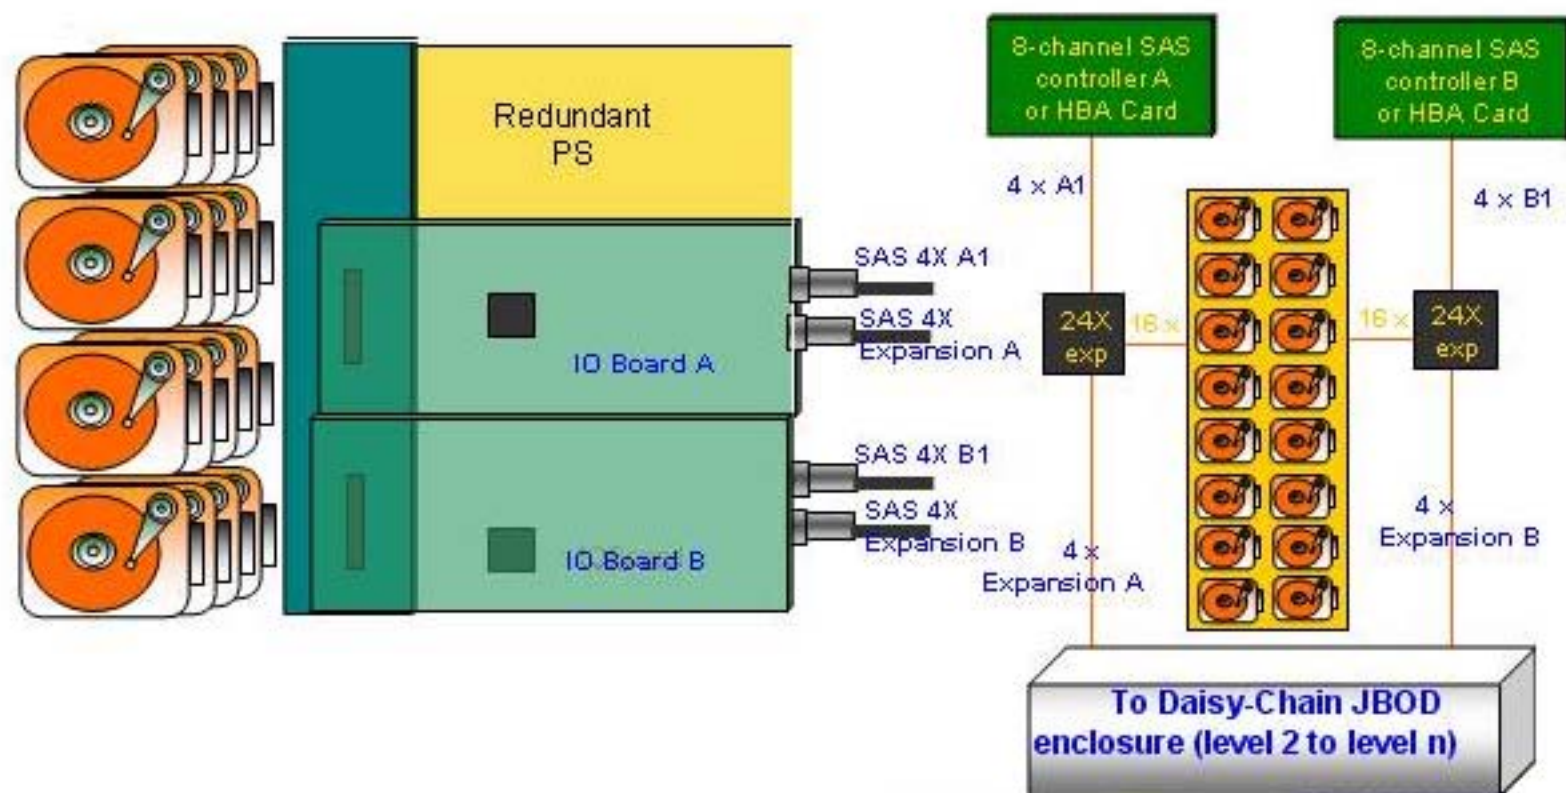 Redundant
PS
SAS 4X A1
SAS 4X
Expansion A
IO Board A
SAS 4X B1
SAS 4X
Expansion B
IO Board B
8-channel SAS
controller A
or HBA Card
8-channel SAS
controller B
or HBA Card
4 x A1
4 x B1
24X
exp
16 x
16 x
24X
exp
4 x
Expansion A
4 x
Expansion B
To Daisy-Chain JBOD
enclosure (level 2 to level n)